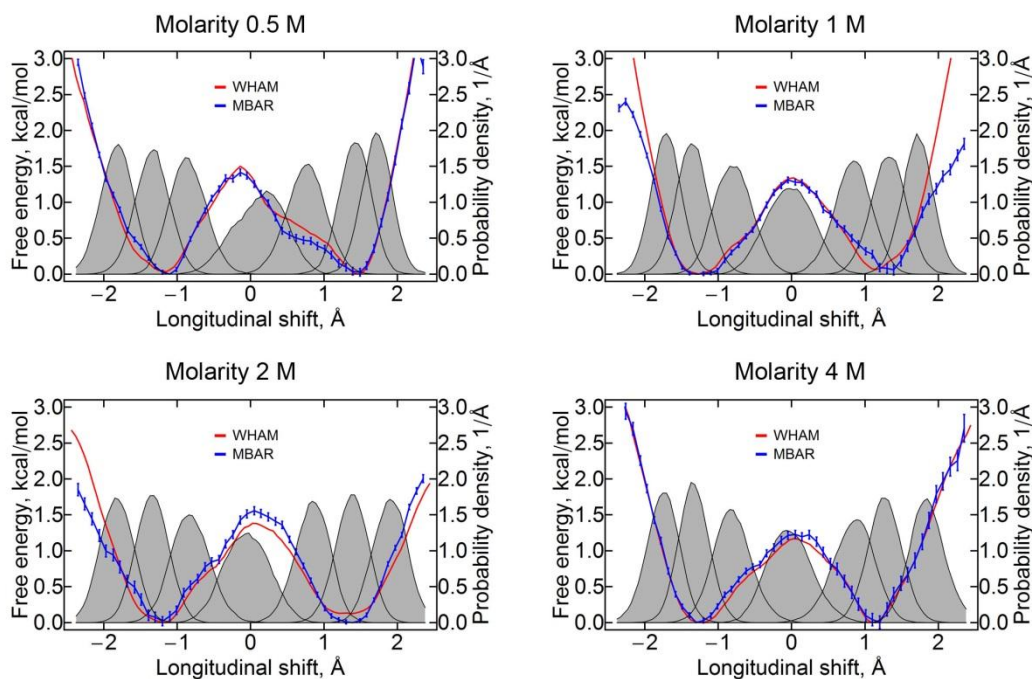 Molarity 0.5 M
Free energy, kcal/mol
3.0
2.5
2.0
1.5
1.0
0.5
0.0
WHAM
MBAR
3.0
2.5
2.0
1.5
1.0
0.5
0.0
Probability density, 1/Å
−2 −1 0 1 2
Longitudinal shift, Å
Molarity 1 M
Free energy, kcal/mol
3.0
2.5
2.0
1.5
1.0
0.5
0.0
WHAM
MBAR
3.0
2.5
2.0
1.5
1.0
0.5
0.0
Probability density, 1/Å
−2 −1 0 1 2
Longitudinal shift, Å
Molarity 2 M
Free energy, kcal/mol
3.0
2.5
2.0
1.5
1.0
0.5
0.0
WHAM
MBAR
3.0
2.5
2.0
1.5
1.0
0.5
0.0
Probability density, 1/Å
−2 −1 0 1 2
Longitudinal shift, Å
Molarity 4 M
Free energy, kcal/mol
3.0
2.5
2.0
1.5
1.0
0.5
0.0
WHAM
MBAR
3.0
2.5
2.0
1.5
1.0
0.5
0.0
Probability density, 1/Å
−2 −1 0 1 2
Longitudinal shift, Å